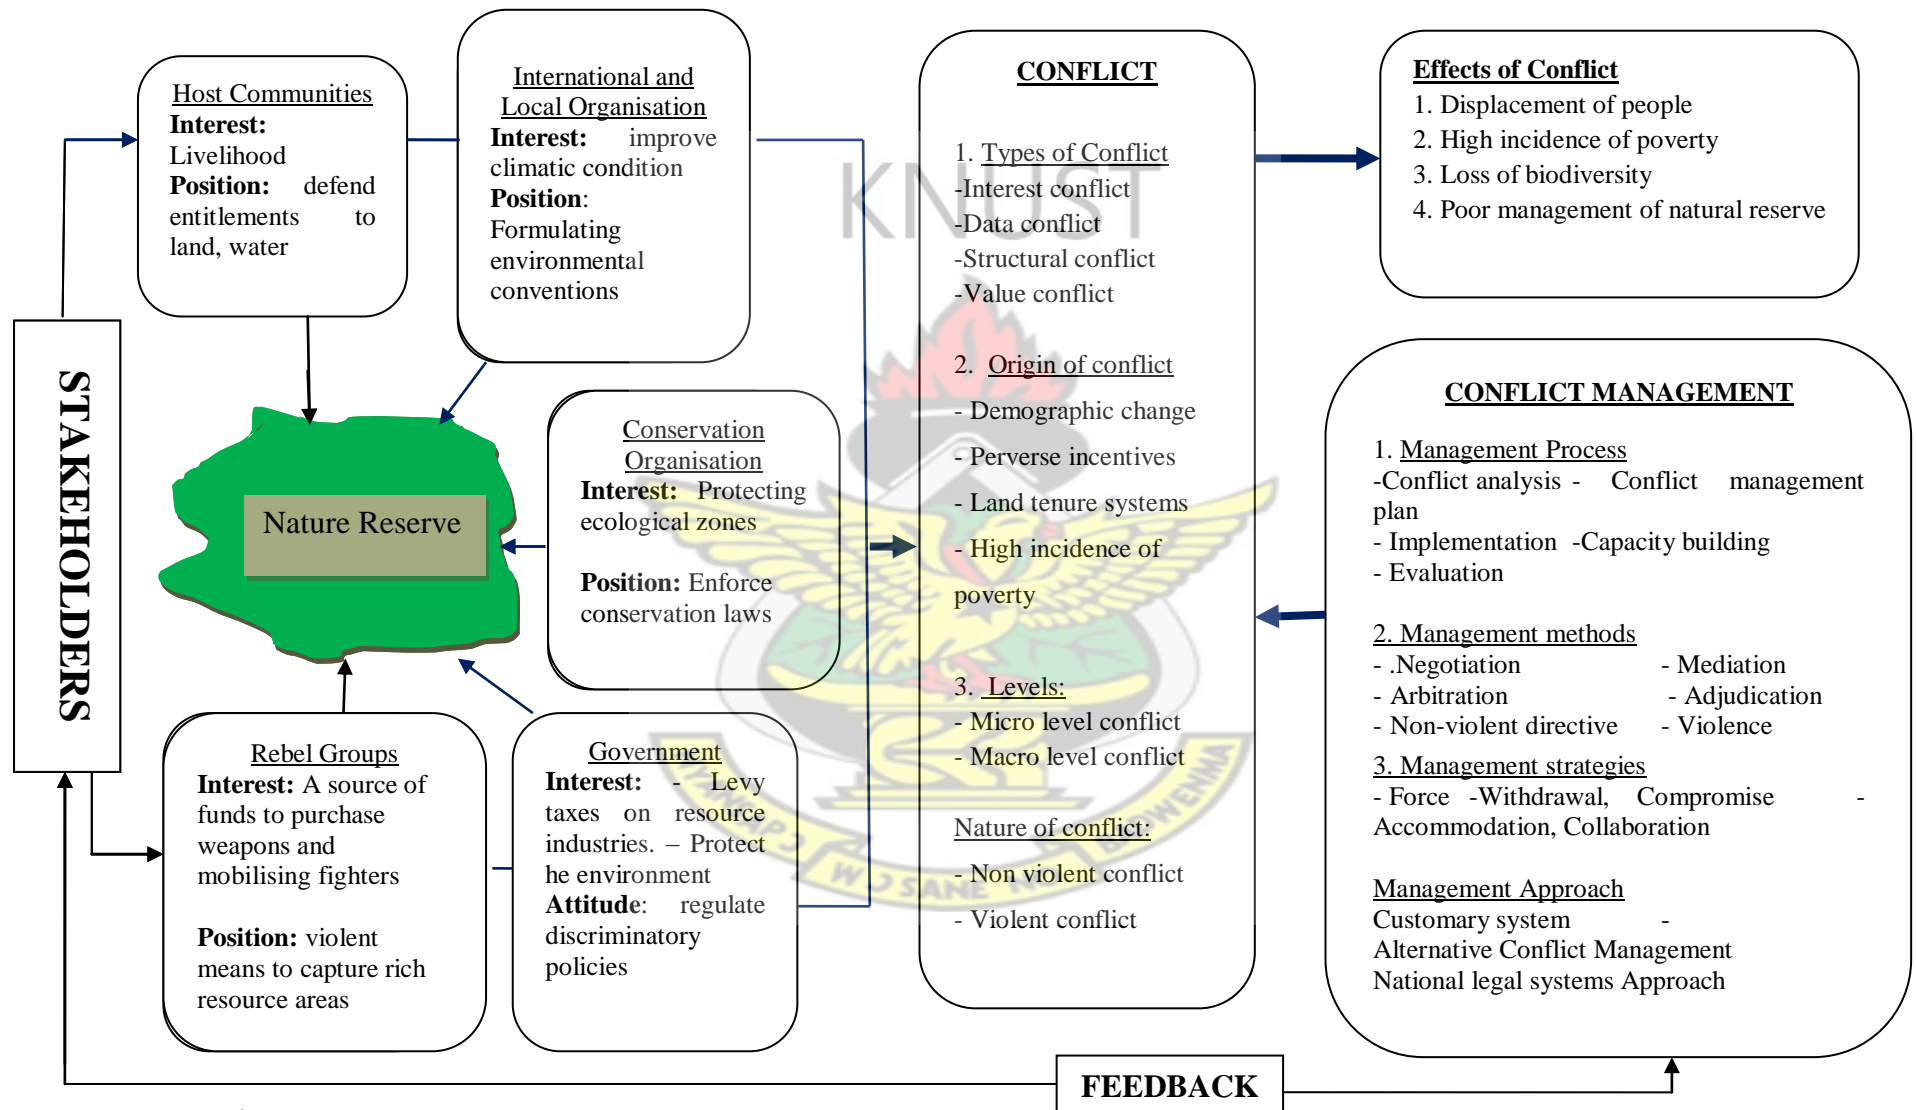 Host Communities
Interest:
Livelihood
Position: defend
entitlements to
land, water
International and
Local Organisation
Interest: improve
climatic condition
Position:
Formulating
environmental
conventions
STAKEHOLDERS
Nature Reserve
Conservation
Organisation
Interest: Protecting
ecological zones
Position: Enforce
conservation laws
Rebel Groups
Interest: A source of
funds to purchase
weapons and
mobilising fighters
Position: violent
means to capture rich
resource areas
Government
Interest: - Levy
taxes on resource
industries. – Protect
he environment
Attitude: regulate
discriminatory
policies
CONFLICT
1. Types of Conflict
-Interest conflict
-Data conflict
-Structural conflict
-Value conflict
2. Origin of conflict
- Demographic change
- Perverse incentives
- Land tenure systems
- High incidence of
poverty
3. Levels:
- Micro level conflict
- Macro level conflict
Nature of conflict:
- Non violent conflict
- Violent conflict
Effects of Conflict
1. Displacement of people
2. High incidence of poverty
3. Loss of biodiversity
4. Poor management of natural reserve
CONFLICT MANAGEMENT
1. Management Process
-Conflict analysis - Conflict management
plan
- Implementation -Capacity building
- Evaluation
2. Management methods
- .Negotiation - Mediation
- Arbitration - Adjudication
- Non-violent directive - Violence
3. Management strategies
- Force -Withdrawal, Compromise -
Accommodation, Collaboration
Management Approach
Customary system -
Alternative Conflict Management
National legal systems Approach
FEEDBACK
KNUST
WO SANE NO